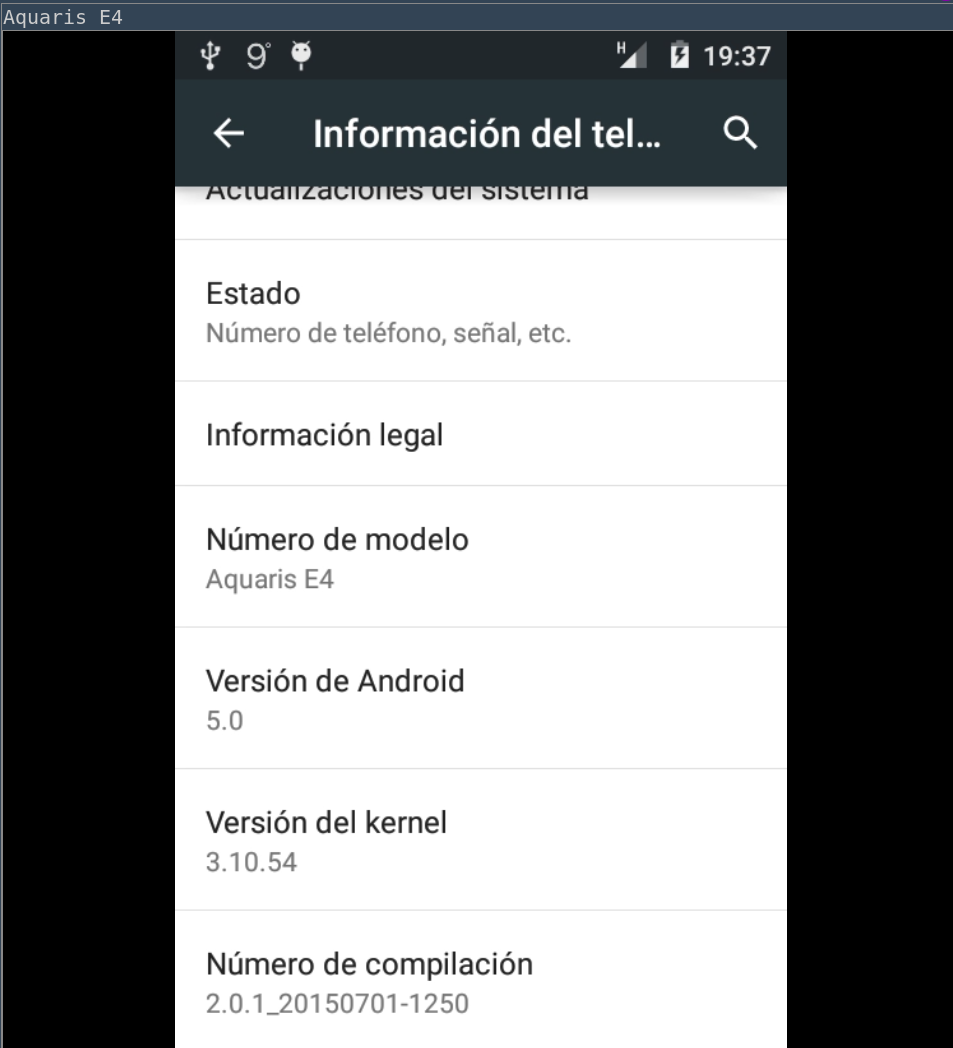 Aquaris E4
9°
H
19:37
Información del tel...
Actualizaciones del sistema
Estado
Número de teléfono, señal, etc.
Información legal
Número de modelo
Aquaris E4
Versión de Android
5.0
Versión del kernel
3.10.54
Número de compilación
2.0.1_20150701-1250